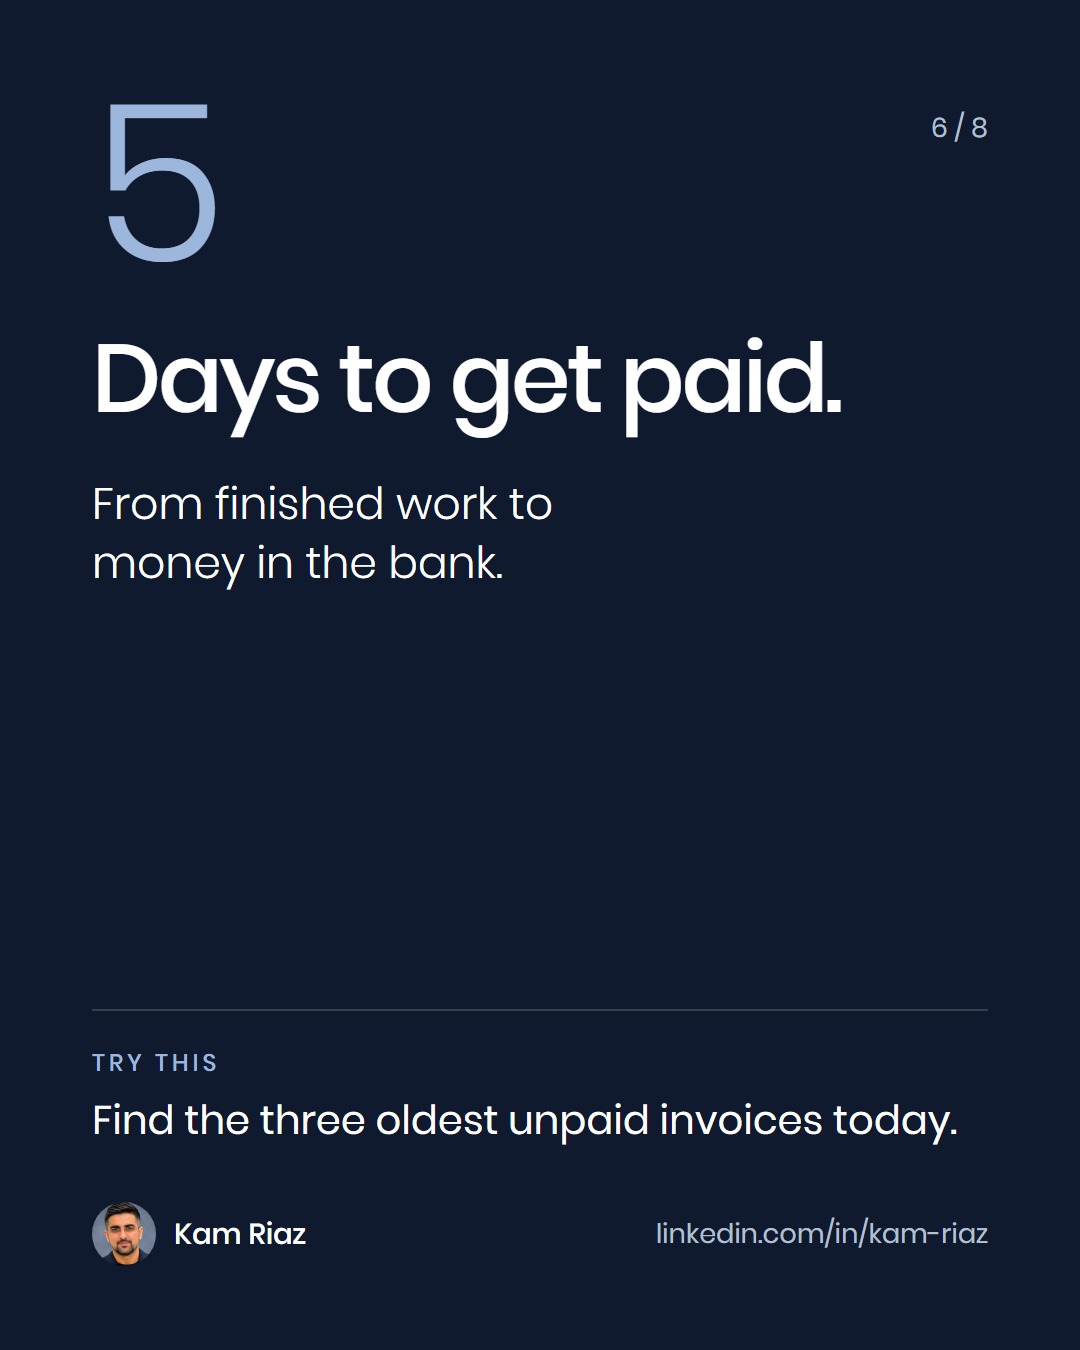 5
6 / 8
Days to get paid.
From finished work to
money in the bank.
TRY THIS
Find the three oldest unpaid invoices today.
Kam Riaz
linkedin.com/in/kam-riaz